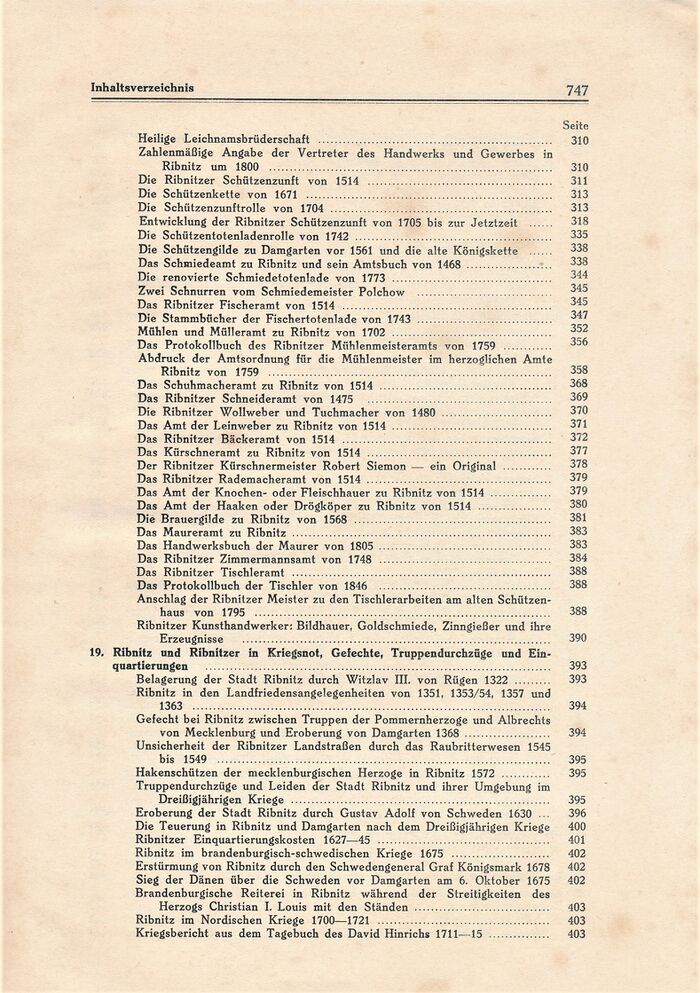 Inhaltsverzeichnis 747
Seite
Heilige Leichnamsbrüderschaft ........ 310
Zahlenmäßige Angabe der Vertreter des Handwerks und Gewerbes in
Ribnitz um 1800 ........ 310
Die Ribnitzer Schützenzunft von 1514 ........ 311
Die Schützenkette von 1671 ........ 313
Die Schützenzunftrolle von 1704 ........ 313
Entwicklung der Ribnitzer Schützenzunft von 1705 bis zur Jetztzeit ...... 318
Die Schützentotenladenrolle von 1742 ........ 335
Die Schützengilde zu Damgarten vor 1561 und die alte Königskette ...... 338
Das Schmiedeamt zu Ribnitz und sein Amtsbuch von 1468 ........ 338
Die renovierte Schmiedetotenlade von 1773 ........ 344
Zwei Schnurren vom Schmiedemeister Polchow ........ 345
Das Ribnitzer Fischeramt von 1514 ........ 345
Die Stammbücher der Fischertotenlade von 1743 ........ 347
Mühlen und Mülleramt zu Ribnitz von 1702 ........ 352
Das Protokollbuch des Ribnitzer Mühlenmeisteramts von 1759 ........ 356
Abdruck der Amtsordnung für die Mühlenmeister im herzoglichen Amte
Ribnitz von 1759 ........ 358
Das Schuhmacheramt zu Ribnitz von 1514 ........ 368
Das Ribnitzer Schneideramt von 1475 ........ 369
Die Ribnitzer Wollweber und Tuchmacher von 1480 ........ 370
Das Amt der Leinweber zu Ribnitz von 1514 ........ 371
Das Ribnitzer Bäckeramt von 1514 ........ 372
Das Kürschneramt zu Ribnitz von 1514 ........ 377
Der Ribnitzer Kürschnermeister Robert Siemon — ein Original ........ 378
Das Ribnitzer Rademacheramt von 1514 ........ 379
Das Amt der Knochen- oder Fleischhauer zu Ribnitz von 1514 ........ 379
Das Amt der Haaken oder Drögköper zu Ribnitz von 1514 ........ 380
Die Brauergilde zu Ribnitz von 1568 ........ 381
Das Maureramt zu Ribnitz ........ 383
Das Handwerksbuch der Maurer von 1805 ........ 383
Das Ribnitzer Zimmermannsamt von 1748 ........ 384
Das Ribnitzer Tischleramt ........ 388
Das Protokollbuch der Tischler von 1846 ........ 388
Anschlag der Ribnitzer Meister zu den Tischlerarbeiten am alten Schützen-
haus von 1795 ........ 388
Ribnitzer Kunsthandwerker: Bildhauer, Goldschmiede, Zinngießer und ihre
Erzeugnisse ........ 390
19. Ribnitz und Ribnitzer in Kriegsnot, Gefechte, Truppendurchzüge und Ein-
quartierungen ........ 393
Belagerung der Stadt Ribnitz durch Witzlav III. von Rügen 1322 ........ 393
Ribnitz in den Landfriedensangelegenheiten von 1351, 1353/54, 1357 und
1363 ........ 394
Gefecht bei Ribnitz zwischen Truppen der Pommernherzoge und Albrechts
von Mecklenburg und Eroberung von Damgarten 1368 ........ 394
Unsicherheit der Ribnitzer Landstraßen durch das Raubritterwesen 1545
bis 1549 ........ 395
Hakenschützen der mecklenburgischen Herzoge in Ribnitz 1572 ........ 395
Truppendurchzüge und Leiden der Stadt Ribnitz und ihrer Umgebung im
Dreißigjährigen Kriege ........ 395
Eroberung der Stadt Ribnitz durch Gustav Adolf von Schweden 1630 ... 396
Die Teuerung in Ribnitz und Damgarten nach dem Dreißigjährigen Kriege 400
Ribnitzer Einquartierungskosten 1627—45 ........ 401
Ribnitz im brandenburgisch-schwedischen Kriege 1675 ........ 402
Erstürmung von Ribnitz durch den Schwedengeneral Graf Königsmark 1678 402
Sieg der Dänen über die Schweden vor Damgarten am 6. Oktober 1675 402
Brandenburgische Reiterei in Ribnitz während der Streitigkeiten des
Herzogs Christian I. Louis mit den Ständen ........ 403
Ribnitz im Nordischen Kriege 1700—1721 ........ 403
Kriegsbericht aus dem Tagebuch des David Hinrichs 1711—15 ........ 403